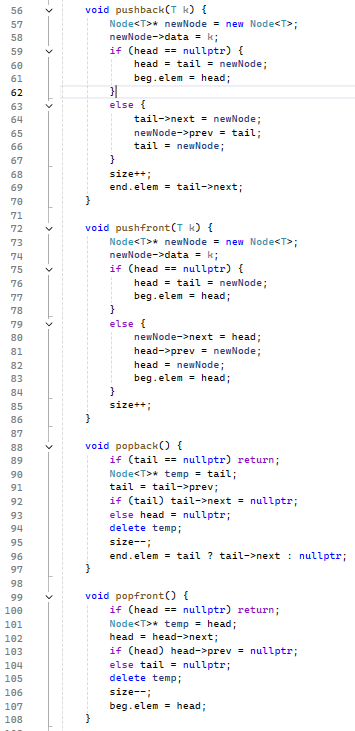 56 void pushback(T k) {
57 Node<T>* newNode = new Node<T>;
58 newNode->data = k;
59 if (head == nullptr) {
60 head = tail = newNode;
61 beg.elem = head;
62 }
63 else {
64 tail->next = newNode;
65 newNode->prev = tail;
66 tail = newNode;
67 }
68 size++;
69 end.elem = tail->next;
70 }
71
72 void pushfront(T k) {
73 Node<T>* newNode = new Node<T>;
74 newNode->data = k;
75 if (head == nullptr) {
76 head = tail = newNode;
77 beg.elem = head;
78 }
79 else {
80 newNode->next = head;
81 head->prev = newNode;
82 head = newNode;
83 beg.elem = head;
84 }
85 size++;
86 }
87
88 void popback() {
89 if (tail == nullptr) return;
90 Node<T>* temp = tail;
91 tail = tail->prev;
92 if (tail) tail->next = nullptr;
93 else head = nullptr;
94 delete temp;
95 size--;
96 end.elem = tail ? tail->next : nullptr;
97 }
98
99 void popfront() {
100 if (head == nullptr) return;
101 Node<T>* temp = head;
102 head = head->next;
103 if (head) head->prev = nullptr;
104 else tail = nullptr;
105 delete temp;
106 size--;
107 beg.elem = head;
108 }